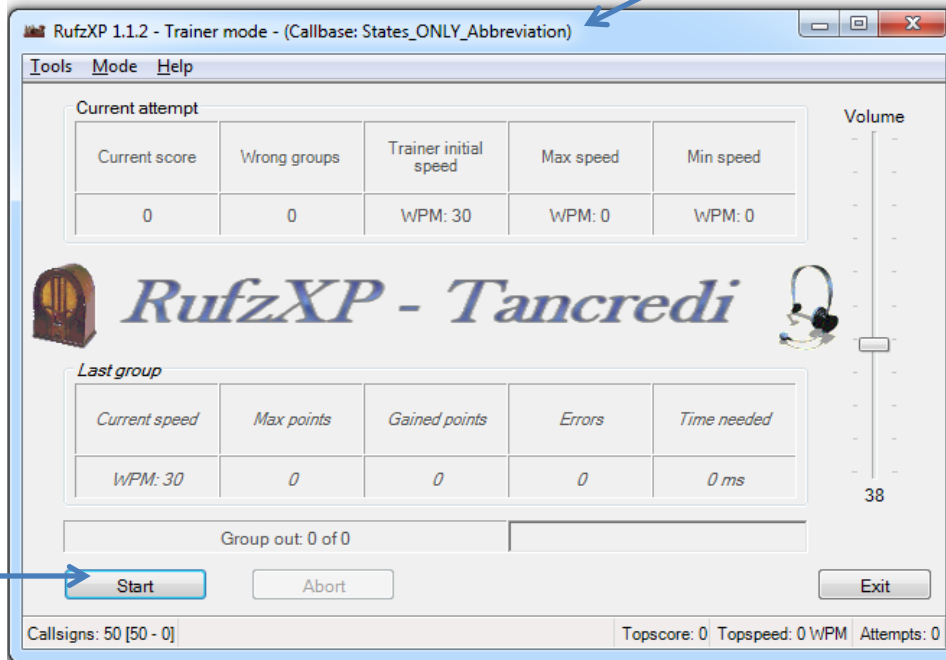 RufzXP 1.1.2 - Trainer mode - (Callbase: States_ONLY_Abbreviation)
Tools Mode Help
Current attempt
Volume
Current score Wrong groups Trainer initial speed Max speed Min speed
0 0 WPM: 30 WPM: 0 WPM: 0
RufzXP - Tancredi
Last group
Current speed Max points Gained points Errors Time needed
WPM: 30 0 0 0 0 ms
38
Group out: 0 of 0
Start Abort Exit
Callsigns: 50 [50 - 0] Topscore: 0 Topspeed: 0 WPM Attempts: 0